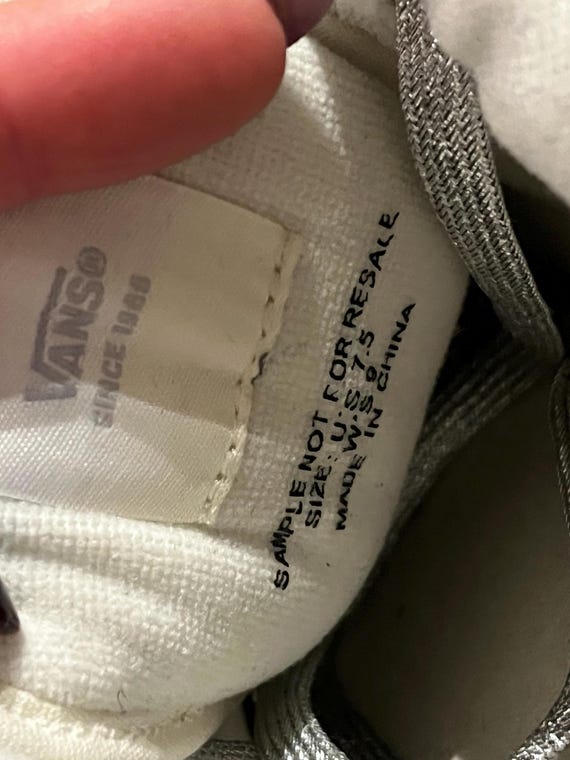 VANS®
SINCE 1966
SAMPLE NOT FOR RESALE
SIZE: U.S 7.5
W.S 9.5
MADE IN CHINA